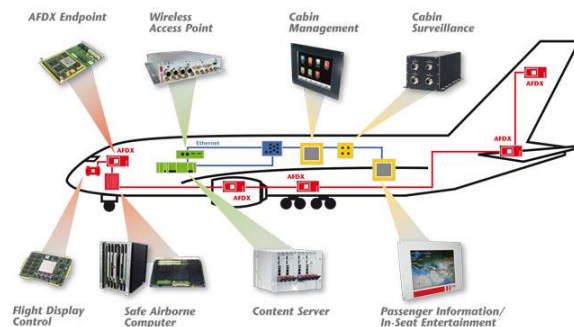 AFDX Endpoint
Wireless
Access Point
Cabin
Management
Cabin
Surveillance
AFDX
AFDX
Ethernet
AFDX
AFDX
AFDX
Flight Display
Control
Safe Airborne
Computer
Content Server
Passenger Information/
In-Seat Entertainment